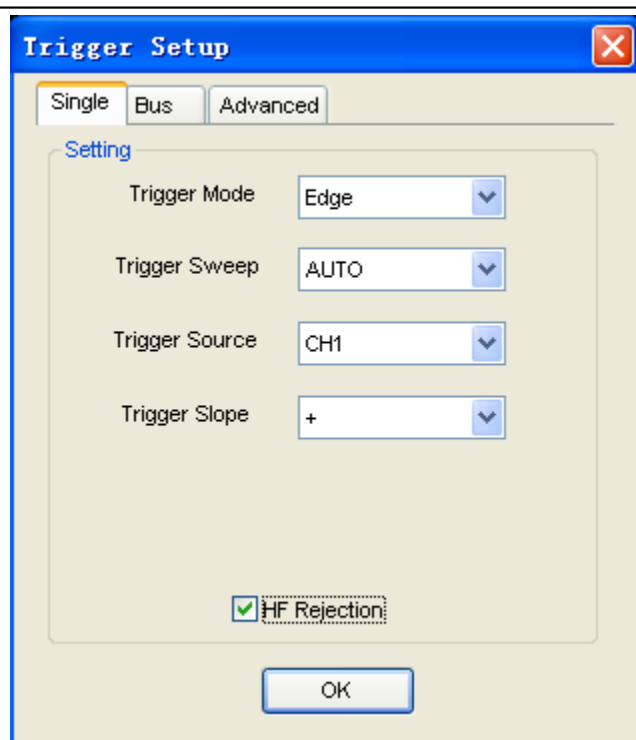 Trigger Setup
Single Bus Advanced
Setting
Trigger Mode Edge
Trigger Sweep AUTO
Trigger Source CH1
Trigger Slope +
HF Rejection
OK